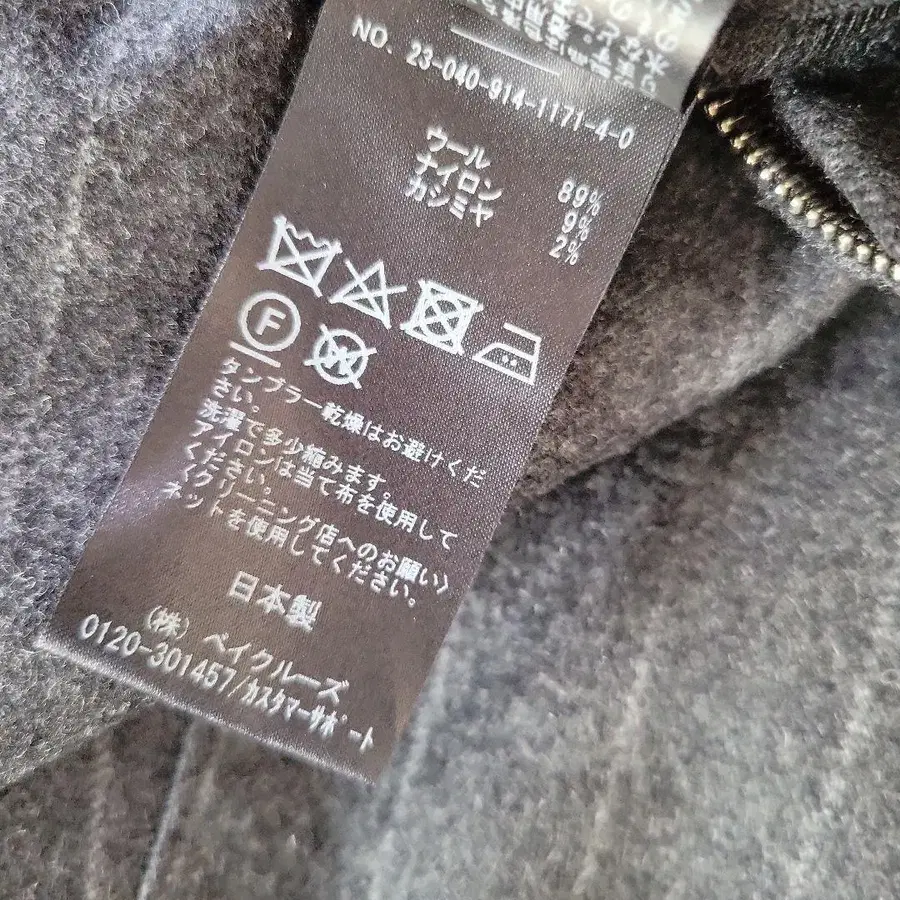 NO. 23-040-914-1171-4-0
ウール 89%
ナイロン 9%
カシミヤ 2%
F
W
タンブラー乾燥はお避けくだ
さい。
洗濯で多少縮みます。
アイロンは当て布を使用して
ください。
くクリーニング店へのお願い〉
ネットを使用してください。
日本製
(株) ベイクルーズ
0120-301457/カスタマーサポート